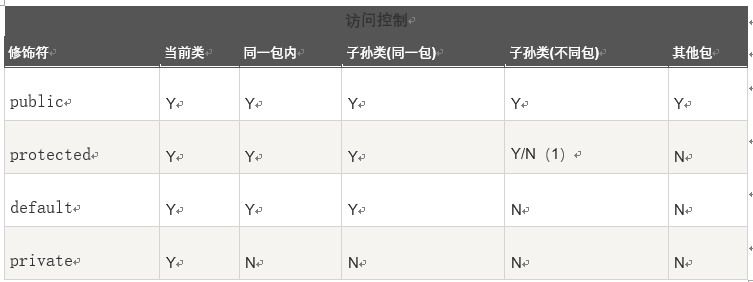 访问控制
修饰符 当前类 同一包内 子孙类(同一包) 子孙类(不同包) 其他包
public Y Y Y Y Y
protected Y Y Y Y/N（1） N
default Y Y Y N N
private Y N N N N